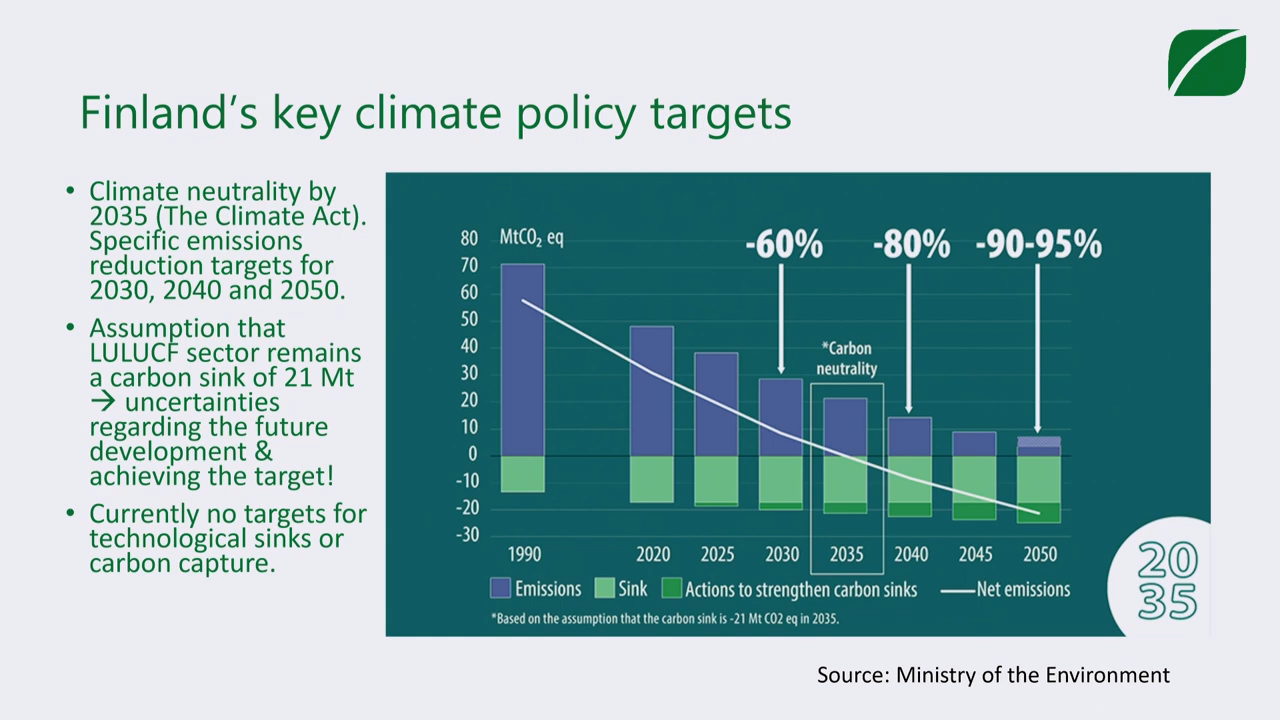 Finland's key climate policy targets
• Climate neutrality by
2035 (The Climate Act).
Specific emissions
reduction targets for
2030, 2040 and 2050.
• Assumption that
LULUCF sector remains
a carbon sink of 21 Mt
→ uncertainties
regarding the future
development &
achieving the target!
• Currently no targets for
technological sinks or
carbon capture.
80 MtCO₂ eq -60% -80% -90-95%
70
60
50
40 *Carbon
neutrality
30
20
10
0
-10
-20
-30
1990 2020 2025 2030 2035 2040 2045 2050
Emissions Sink Actions to strengthen carbon sinks Net emissions
*Based on the assumption that the carbon sink is -21 Mt CO2 eq in 2035.
20
35
Source: Ministry of the Environment